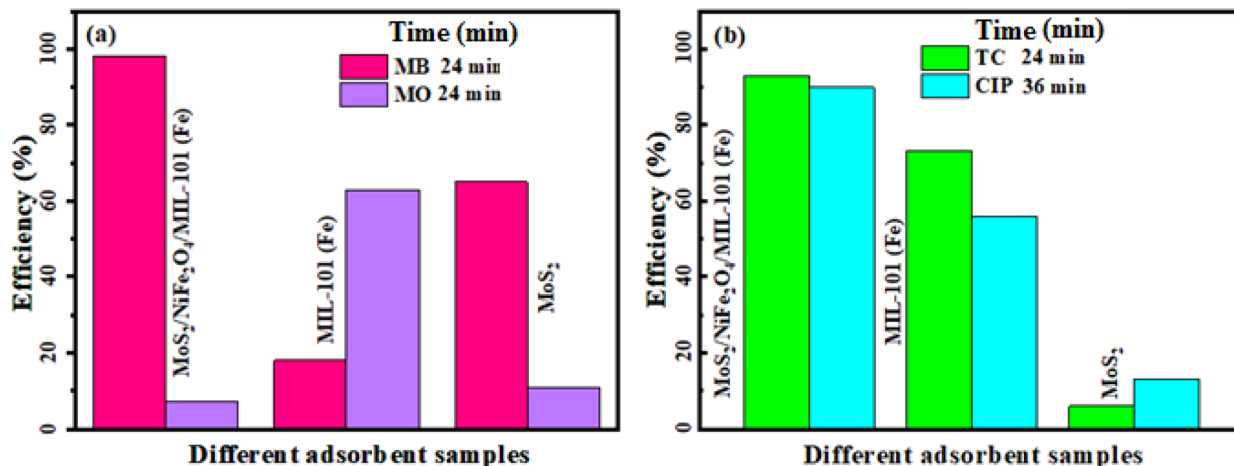 (a)
Time (min)
MB 24 min
MO 24 min
Efficiency (%)
100
80
60
40
20
0
MoS2/NiFe2O4/MIL-101 (Fe)
MIL-101 (Fe)
MoS2
Different adsorbent samples
(b)
Time (min)
TC 24 min
CIP 36 min
Efficiency (%)
100
80
60
40
20
0
MoS2/NiFe2O4/MIL-101 (Fe)
MIL-101 (Fe)
MoS2
Different adsorbent samples